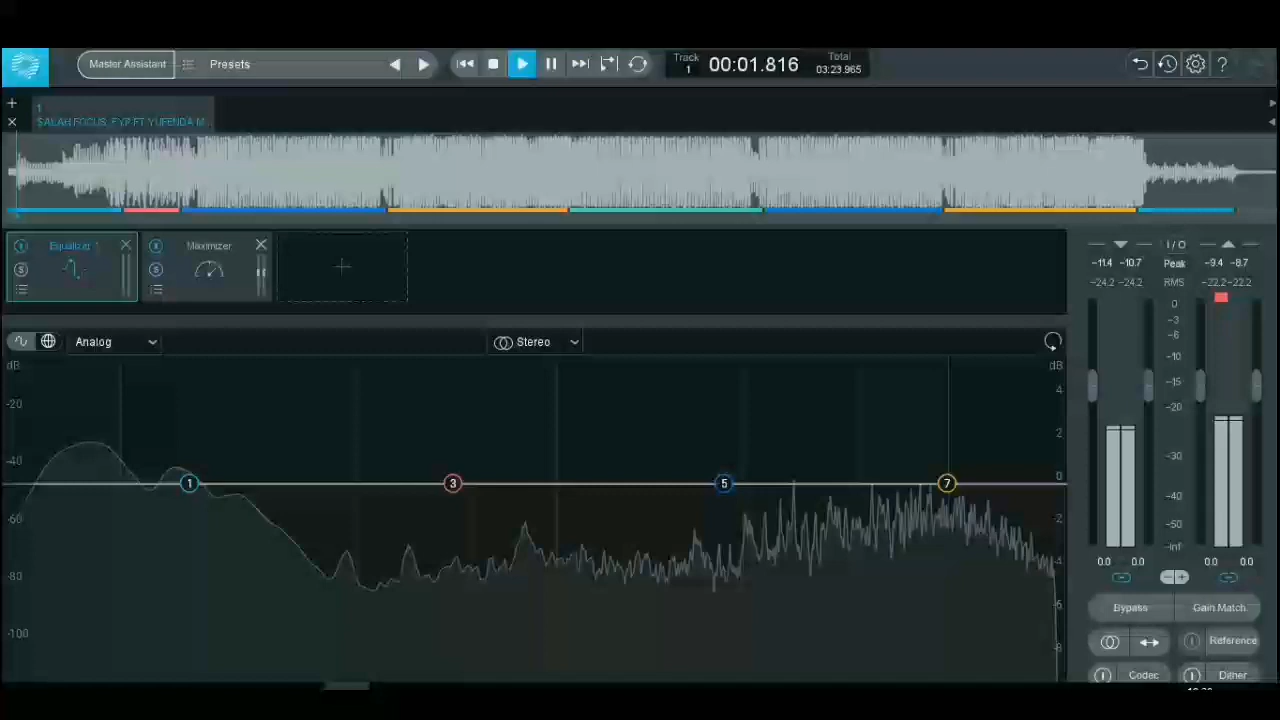 Master Assistant
Presets
Track
1
00:01.816
Total
03:23.965
?
1
SALAH FOCUS, FYP FT YUFENDA M...
Equalizer 1
S
Maximizer
S
+
I/O
-11.4 -10.7
Peak
-9.4 -8.7
-24.2 -24.2
RMS
-22.2 -22.2
Analog
Stereo
dB
-20
-40
-60
-80
-100
1
3
5
7
dB
4
2
0
-2
-4
-6
-8
0
-3
-6
-10
-15
-20
-30
-40
-50
-Inf
0.0 0.0
0.0 0.0
Bypass
Gain Match
Reference
Codec
Dither